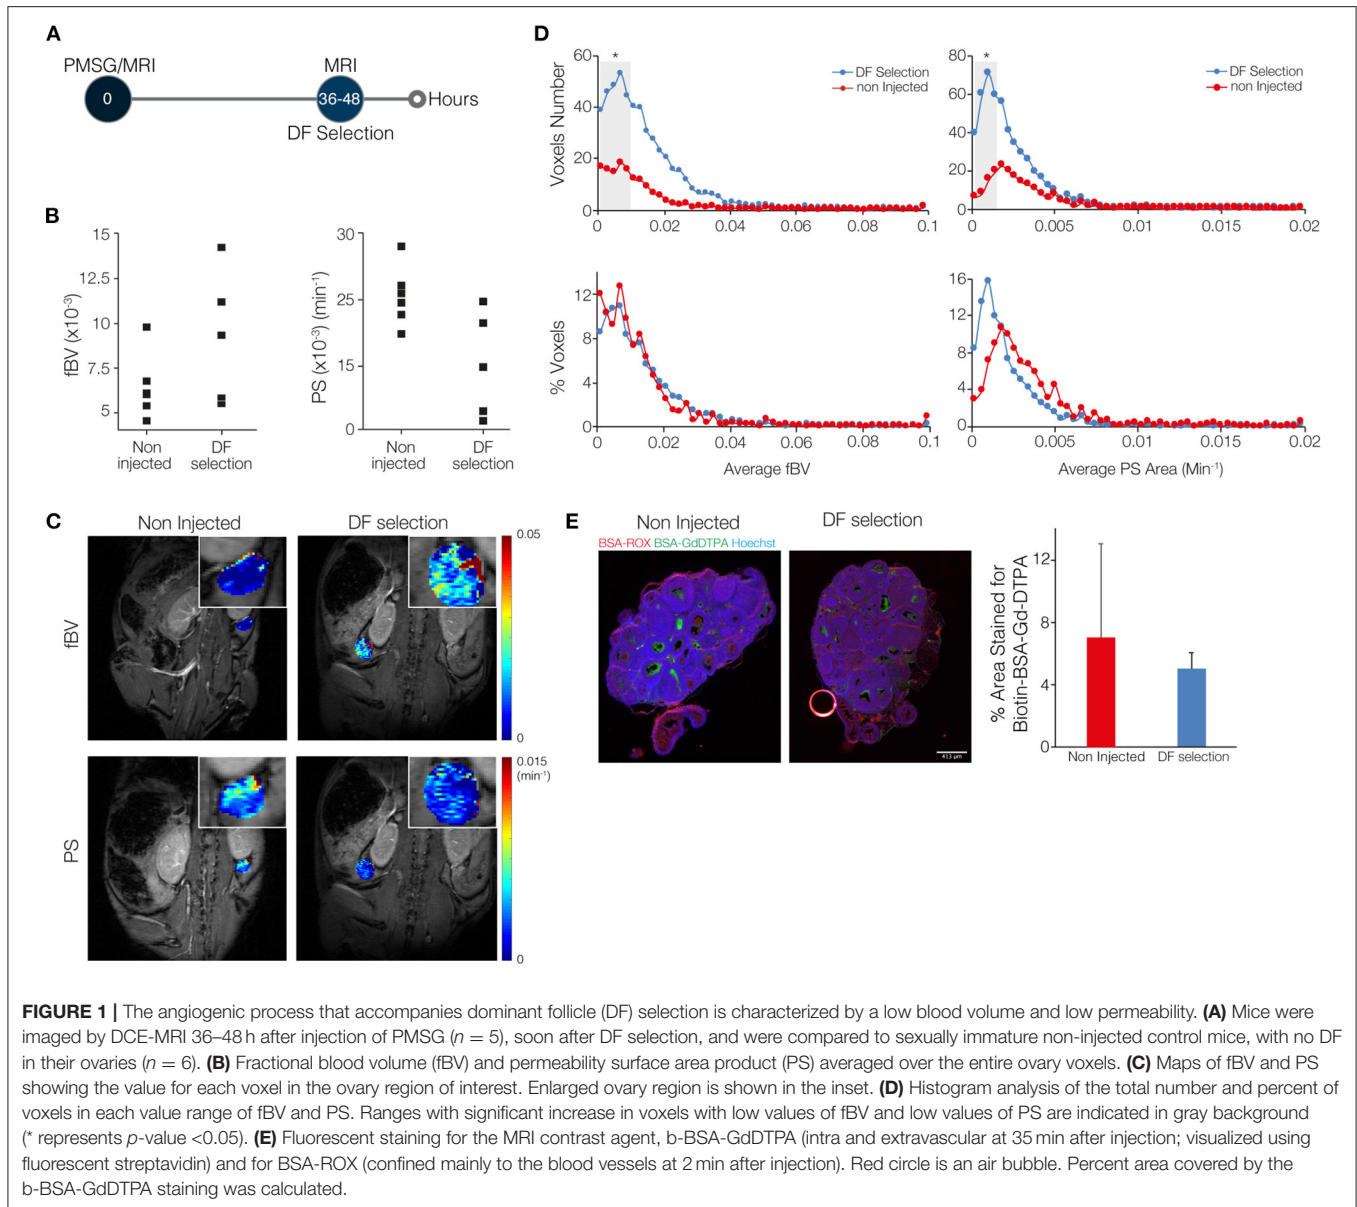 A
PMSG/MRI
MRI
0
36-48
Hours
DF Selection
B
fBV (x10-3)
15
12.5
10
7.5
5
Non injected
DF selection
PS (x10-3) (min-1)
30
25
15
0
Non injected
DF selection
C
Non Injected
DF selection
fBV
0.05
0
PS
0.015
(min-1)
0
D
Voxels Number
60
40
20
0
*
DF Selection
non Injected
0
0.02
0.04
0.06
0.08
0.1
80
60
40
20
0
*
DF Selection
non Injected
0
0.005
0.01
0.015
0.02
% Voxels
12
8
4
0
0
0.02
0.04
0.06
0.08
0.1
Average fBV
16
12
8
4
0
0
0.005
0.01
0.015
0.02
Average PS Area (Min-1)
E
Non Injected
DF selection
BSA-ROX BSA-GdDTPA Hoechst
413 µm
% Area Stained for
Biotin-BSA-Gd-DTPA
12
8
4
0
Non Injected
DF selection
FIGURE 1 | The angiogenic process that accompanies dominant follicle (DF) selection is characterized by a low blood volume and low permeability. (A) Mice were
imaged by DCE-MRI 36–48 h after injection of PMSG (n = 5), soon after DF selection, and were compared to sexually immature non-injected control mice, with no DF
in their ovaries (n = 6). (B) Fractional blood volume (fBV) and permeability surface area product (PS) averaged over the entire ovary voxels. (C) Maps of fBV and PS
showing the value for each voxel in the ovary region of interest. Enlarged ovary region is shown in the inset. (D) Histogram analysis of the total number and percent of
voxels in each value range of fBV and PS. Ranges with significant increase in voxels with low values of fBV and low values of PS are indicated in gray background
(* represents p-value <0.05). (E) Fluorescent staining for the MRI contrast agent, b-BSA-GdDTPA (intra and extravascular at 35 min after injection; visualized using
fluorescent streptavidin) and for BSA-ROX (confined mainly to the blood vessels at 2 min after injection). Red circle is an air bubble. Percent area covered by the
b-BSA-GdDTPA staining was calculated.